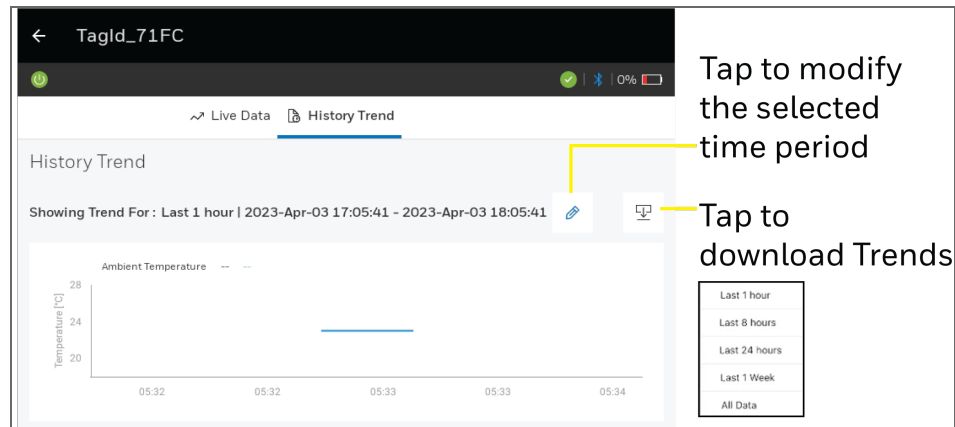 TagId_71FC
0%
Live Data History Trend
History Trend
Showing Trend For : Last 1 hour | 2023-Apr-03 17:05:41 - 2023-Apr-03 18:05:41
Ambient Temperature -- --
Temperature [°C]
28
24
20
05:32 05:32 05:33 05:33 05:34
Tap to modify
the selected
time period
Tap to
download Trends
Last 1 hour
Last 8 hours
Last 24 hours
Last 1 Week
All Data